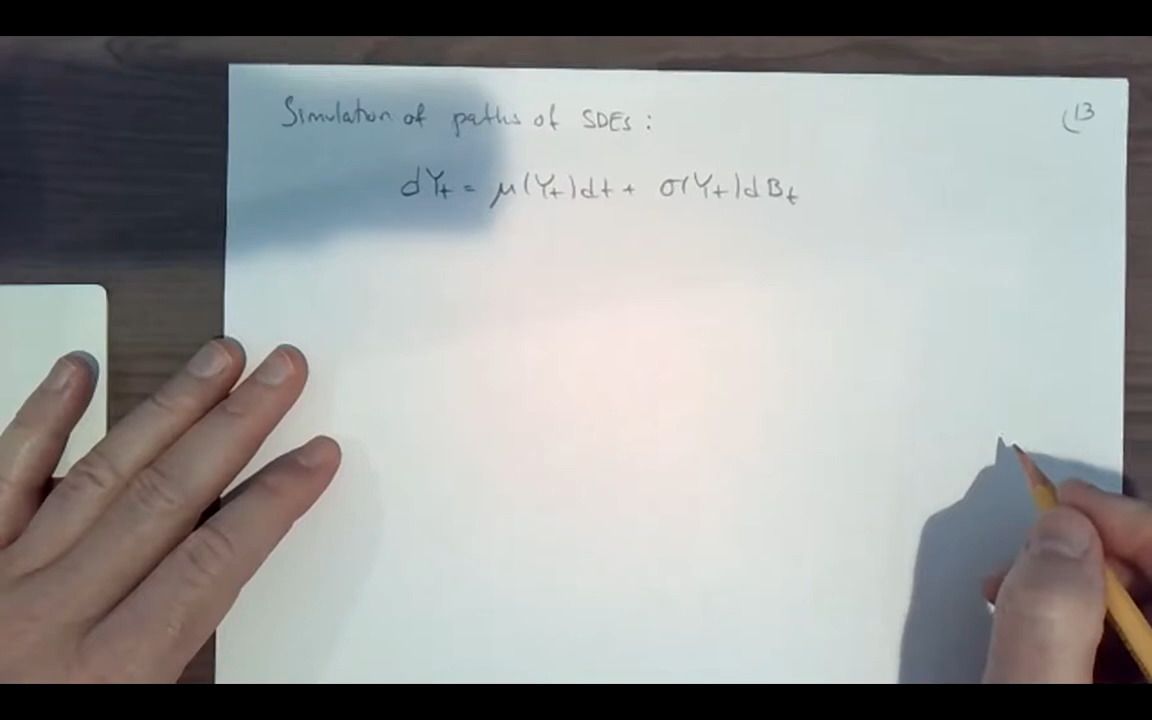 Simulation of paths of SDEs :
13
dY_t = μ(Y_t)dt + σ(Y_t)dB_t